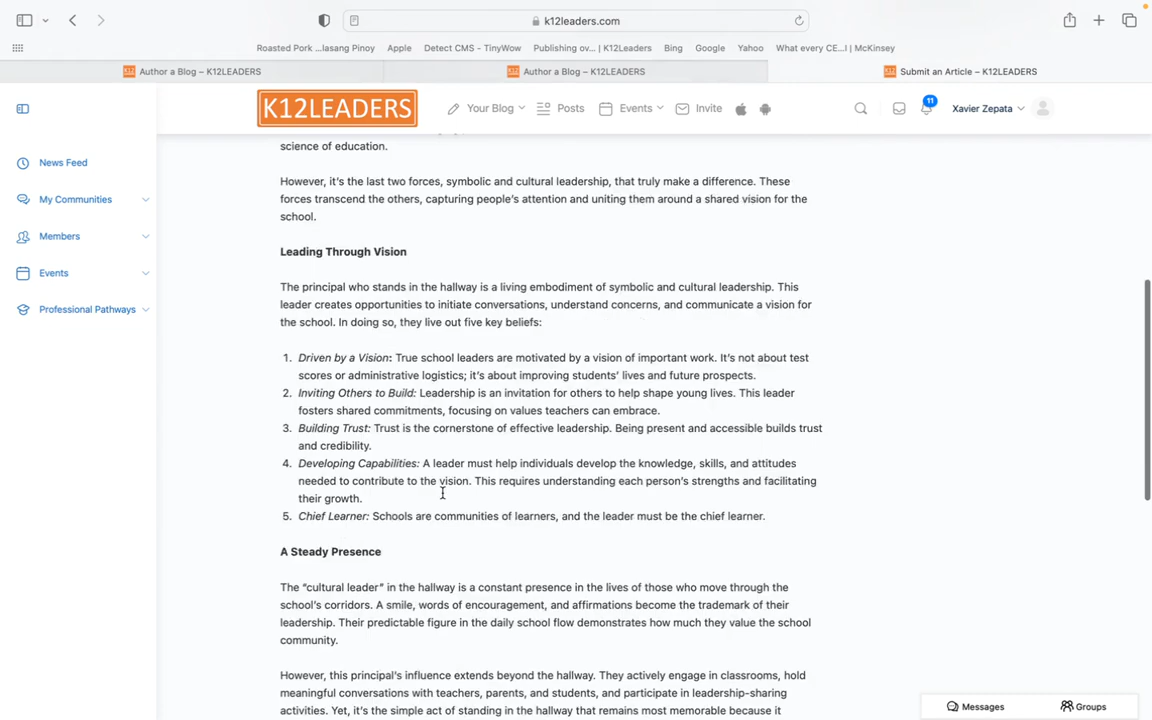 k12leaders.com
Roasted Pork ...lasang Pinoy Apple Detect CMS - TinyWow Publishing ov... | K12Leaders Bing Google Yahoo What every CE...l | McKinsey
Author a Blog – K12LEADERS
Author a Blog – K12LEADERS
Submit an Article – K12LEADERS
K12LEADERS
Your Blog Posts Events Invite
11
Xavier Zepata
News Feed
My Communities
Members
Events
Professional Pathways
science of education.
However, it's the last two forces, symbolic and cultural leadership, that truly make a difference. These
forces transcend the others, capturing people's attention and uniting them around a shared vision for the
school.
Leading Through Vision
The principal who stands in the hallway is a living embodiment of symbolic and cultural leadership. This
leader creates opportunities to initiate conversations, understand concerns, and communicate a vision for
the school. In doing so, they live out five key beliefs:
1. Driven by a Vision: True school leaders are motivated by a vision of important work. It's not about test
scores or administrative logistics; it's about improving students' lives and future prospects.
2. Inviting Others to Build: Leadership is an invitation for others to help shape young lives. This leader
fosters shared commitments, focusing on values teachers can embrace.
3. Building Trust: Trust is the cornerstone of effective leadership. Being present and accessible builds trust
and credibility.
4. Developing Capabilities: A leader must help individuals develop the knowledge, skills, and attitudes
needed to contribute to the vision. This requires understanding each person's strengths and facilitating
their growth.
5. Chief Learner: Schools are communities of learners, and the leader must be the chief learner.
A Steady Presence
The “cultural leader” in the hallway is a constant presence in the lives of those who move through the
school's corridors. A smile, words of encouragement, and affirmations become the trademark of their
leadership. Their predictable figure in the daily school flow demonstrates how much they value the school
community.
However, this principal's influence extends beyond the hallway. They actively engage in classrooms, hold
meaningful conversations with teachers, parents, and students, and participate in leadership-sharing
activities. Yet, it's the simple act of standing in the hallway that remains most memorable because it
Messages
Groups